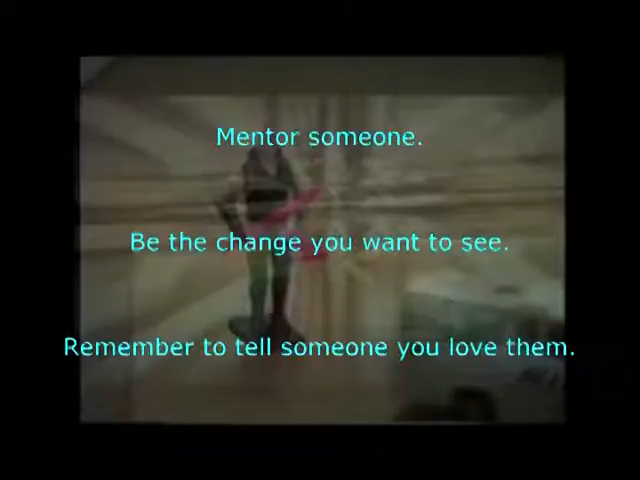 Mentor someone.
Be the change you want to see.
Remember to tell someone you love them.